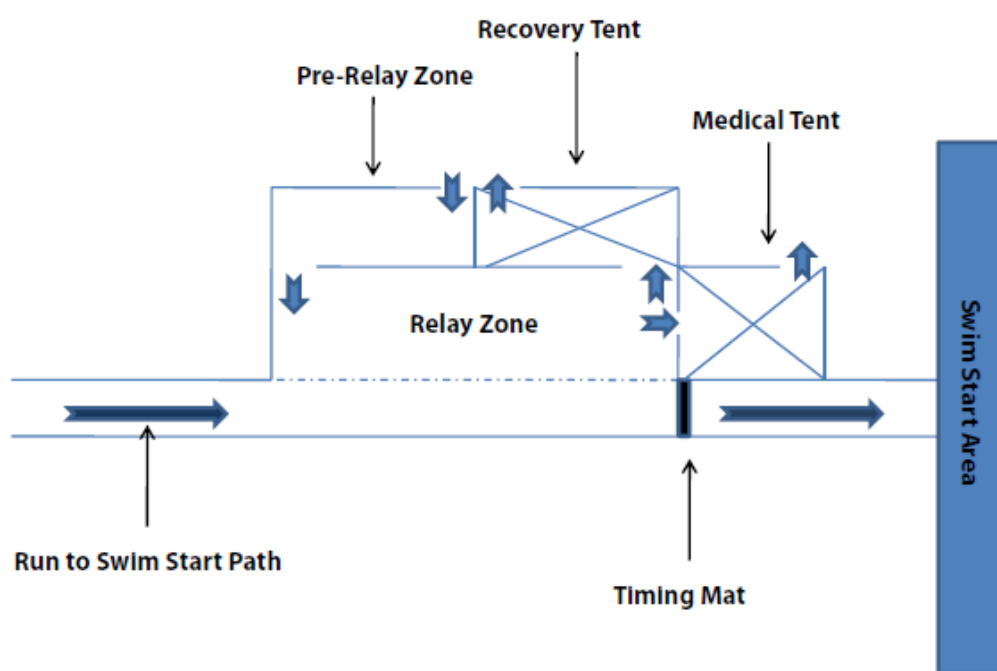 Recovery Tent
Pre-Relay Zone
Medical Tent
Relay Zone
Swim Start Area
Run to Swim Start Path
Timing Mat